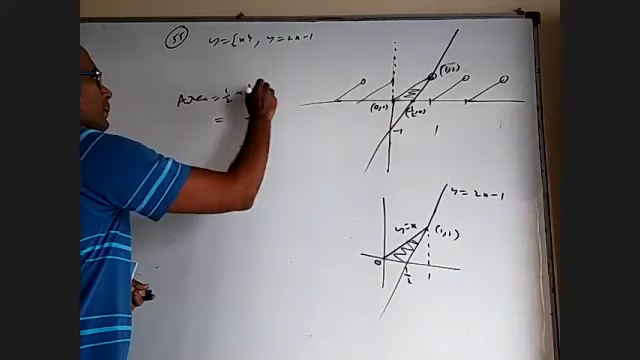 55 y={x}, y=2x-1
Area = 1/2 ×
=
(1,1)
(0,0)
(1/2,0)
1
-1
y=2x-1
y=x
(1,1)
0
1/2
1